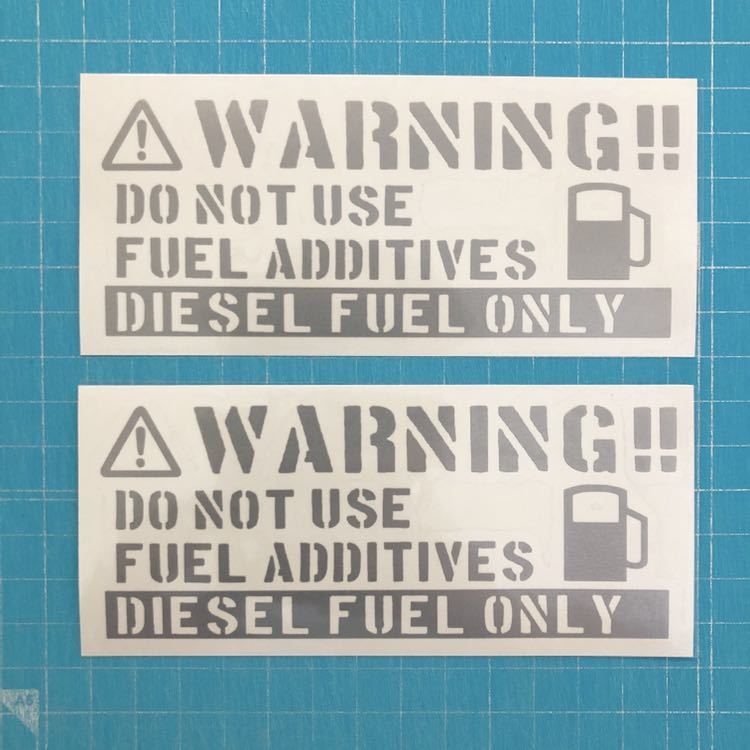 WARNING!!
DO NOT USE
FUEL ADDITIVES
DIESEL FUEL ONLY
WARNING!!
DO NOT USE
FUEL ADDITIVES
DIESEL FUEL ONLY